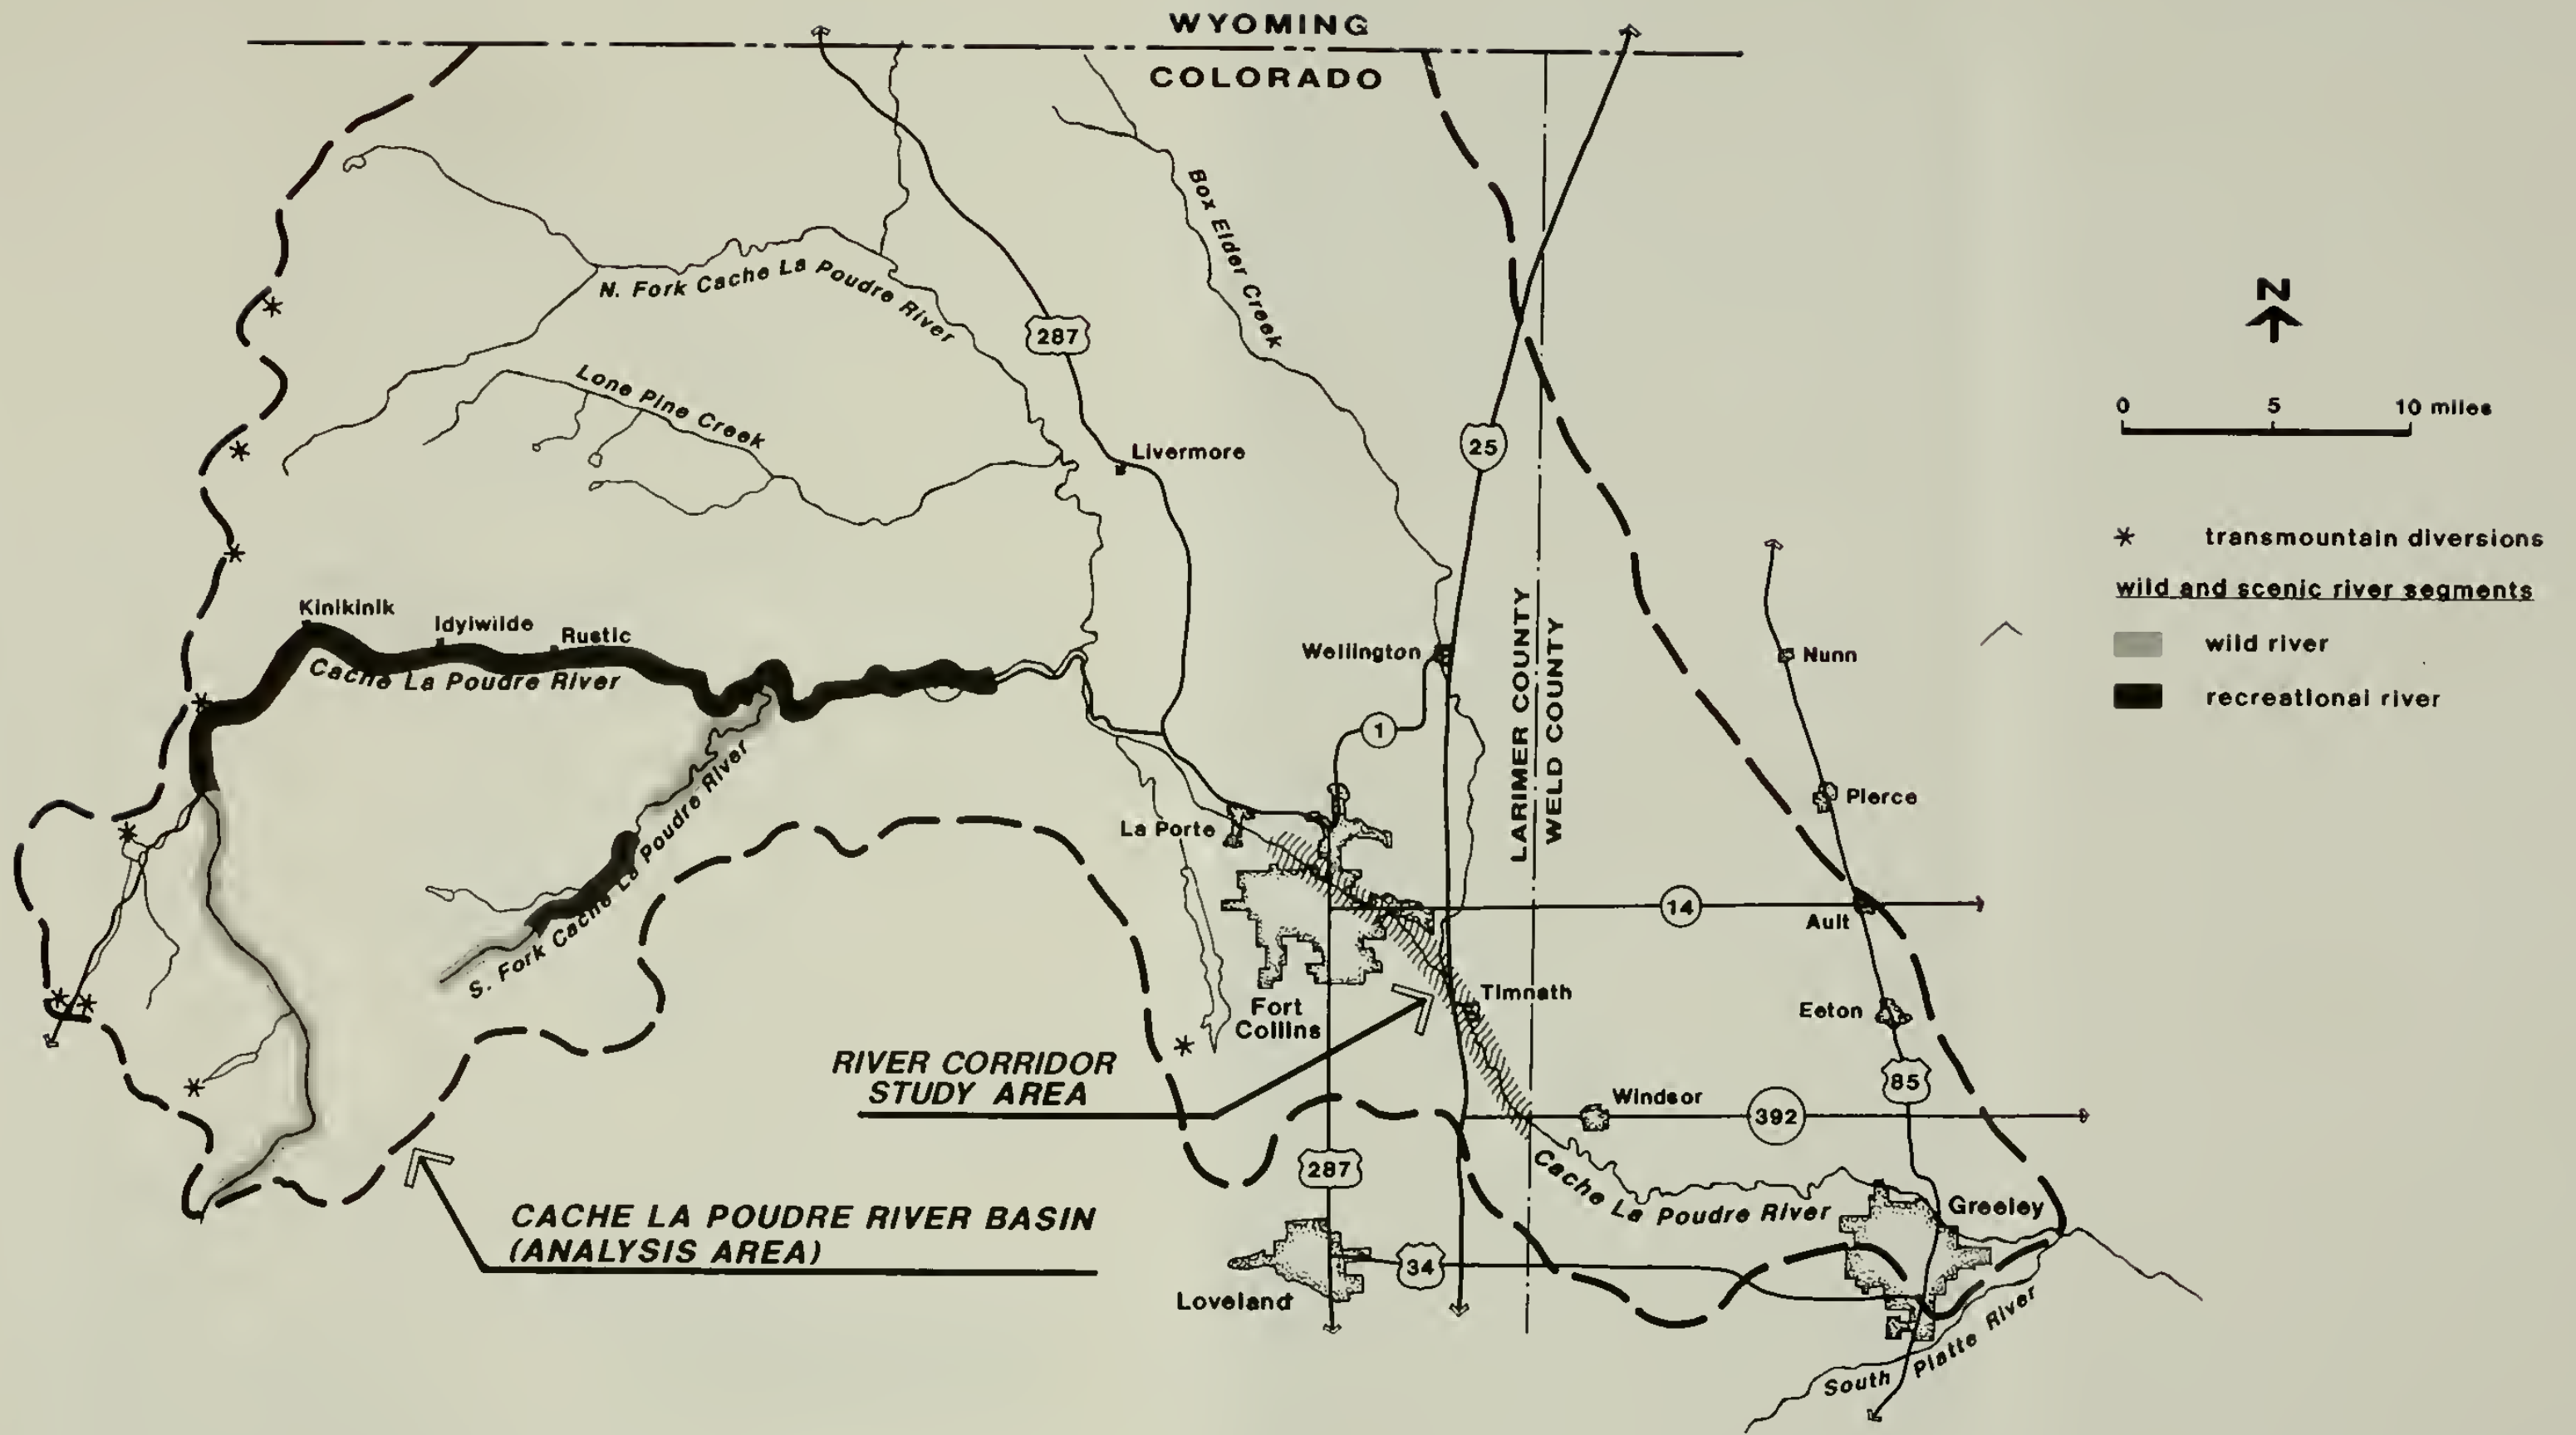 WYOMING
COLORADO
N. Fork Cache La Poudre River
Box Elder Creek
287
Lone Pine Creek
Livermore
25
N
0 5 10 miles
transmountain diversions
wild and scenic river segments
wild river
recreational river
Kinikinik
Idylwilde
Rustic
Cache La Poudre River
Wellington
1
LARIMER COUNTY
WELD COUNTY
Nunn
Pierce
La Porte
S. Fork Cache La Poudre River
14
Ault
Fort
Collins
Timnath
Eeton
RIVER CORRIDOR
STUDY AREA
85
Windsor
392
287
Cache La Poudre River
Greeley
CACHE LA POUDRE RIVER BASIN
(ANALYSIS AREA)
34
Loveland
South Platte River